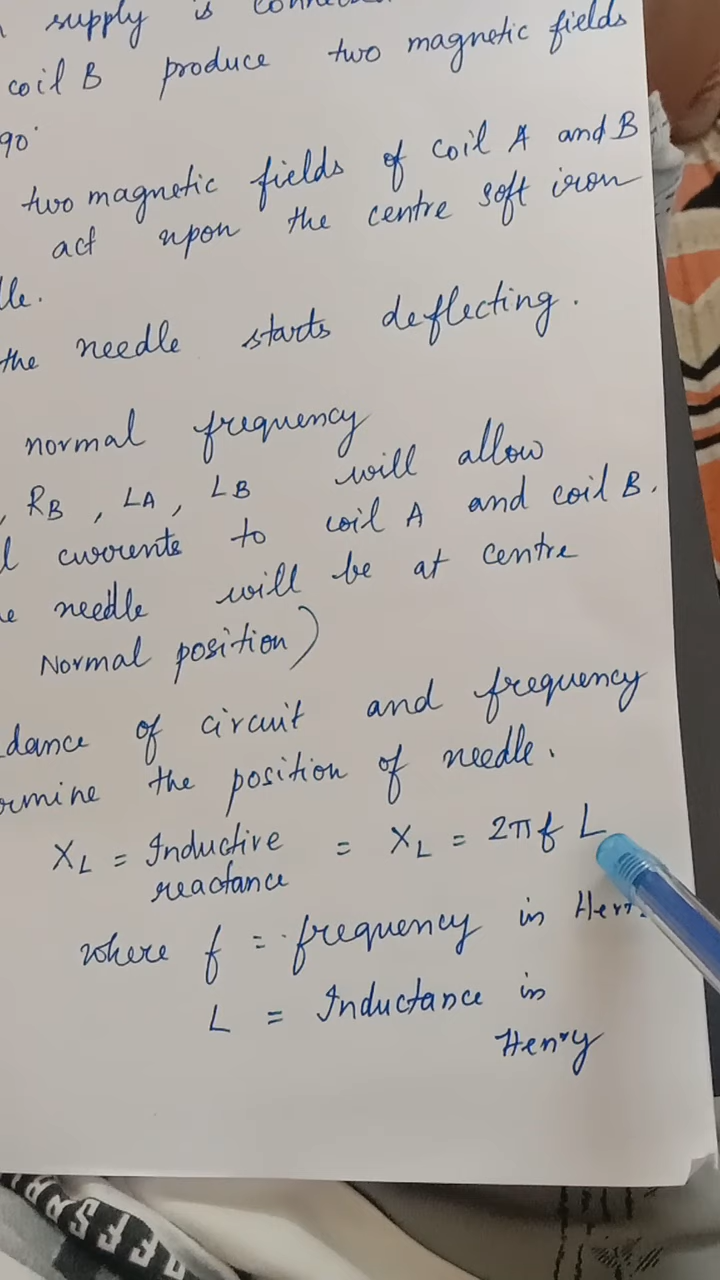 supply is
coil B produce two magnetic fields
90°
two magnetic fields of coil A and B
act upon the centre soft iron
lle.
the needle starts deflecting.
normal frequency
, RB , LA , LB will allow
l currents to coil A and coil B.
e needle will be at centre
Normal position)
dance of circuit and frequency
ermine the position of needle.
XL = Inductive reactance = XL = 2πf L
where f = frequency in Her
L = Inductance in
Henry